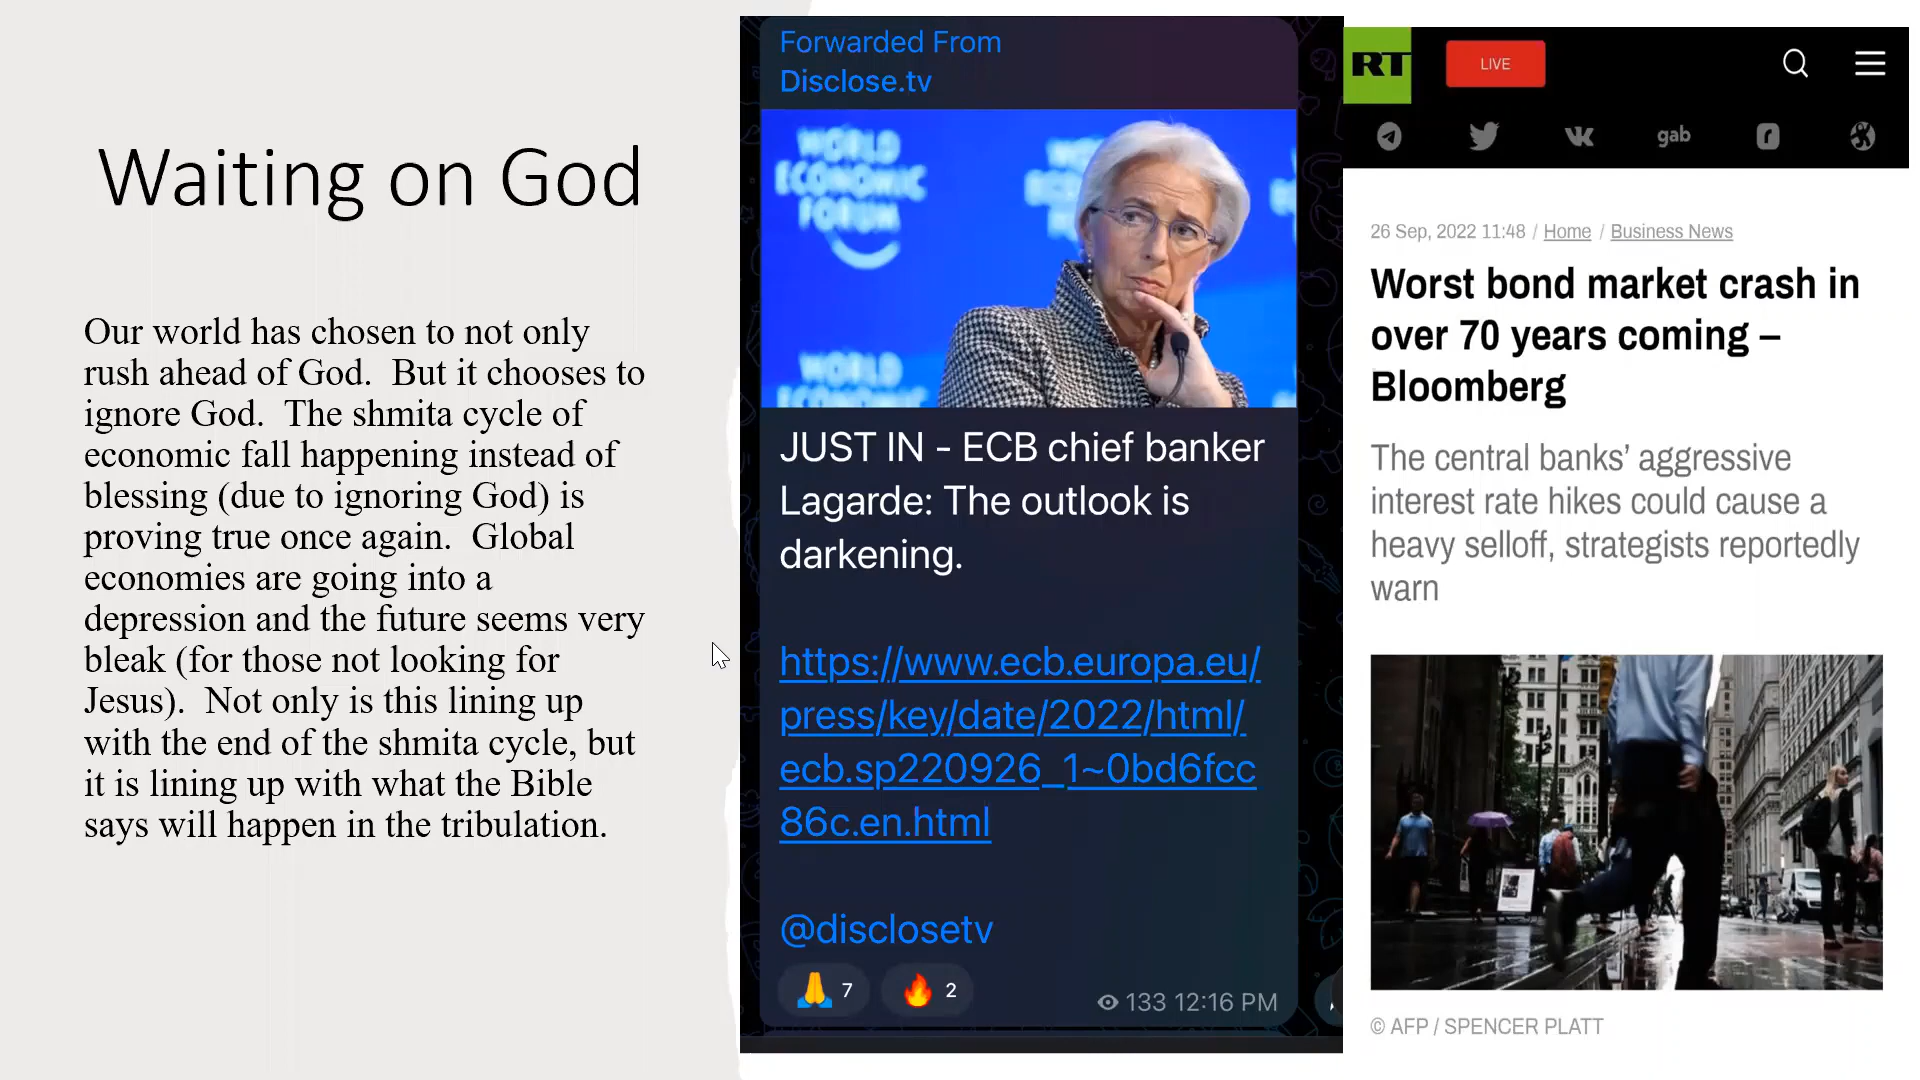 Waiting on God
Our world has chosen to not only
rush ahead of God.  But it chooses to
ignore God.  The shmita cycle of
economic fall happening instead of
blessing (due to ignoring God) is
proving true once again.  Global
economies are going into a
depression and the future seems very
bleak (for those not looking for
Jesus).  Not only is this lining up
with the end of the shmita cycle, but
it is lining up with what the Bible
says will happen in the tribulation.
Forwarded From
Disclose.tv
WORLD
ECONOMIC
FORUM
WORLD
ECONOMIC
JUST IN - ECB chief banker
Lagarde: The outlook is
darkening.
https://www.ecb.europa.eu/
press/key/date/2022/html/
ecb.sp220926_1~0bd6fcc
86c.en.html
@disclosetv
🙏 7 🔥 2
133 12:16 PM
RT LIVE
gab
26 Sep, 2022 11:48 / Home / Business News
Worst bond market crash in
over 70 years coming –
Bloomberg
The central banks’ aggressive
interest rate hikes could cause a
heavy selloff, strategists reportedly
warn
© AFP / SPENCER PLATT